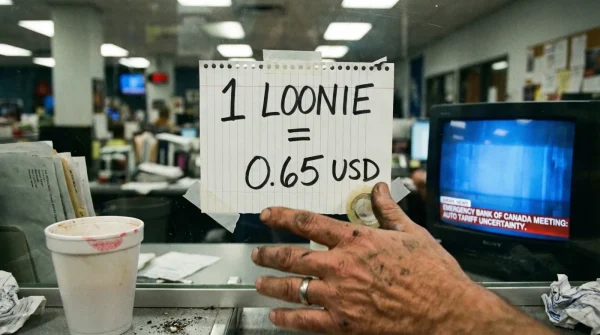 1 LOONIE
=
0.65 USD
EMERGENCY BANK OF CANADA MEETING:
AUTO TARIFF UNCERTAINTY.